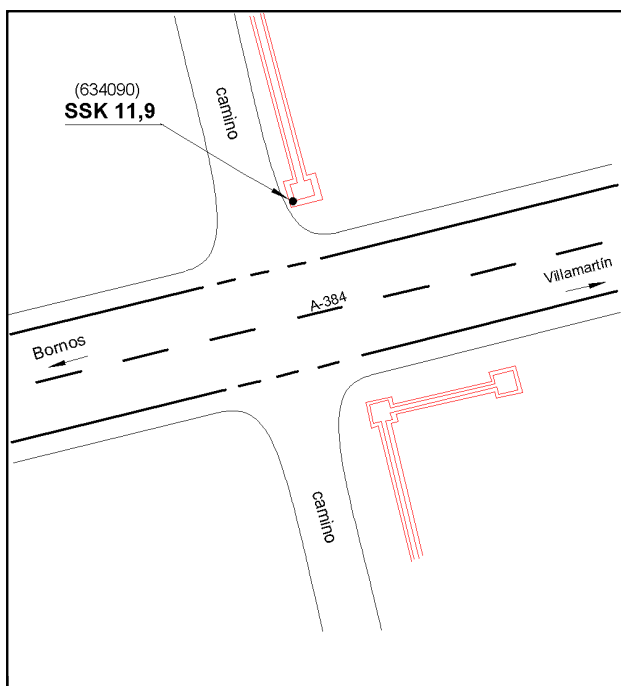 (634090)
SSK 11,9
camino
Villamartín
A-384
Bornos
camino